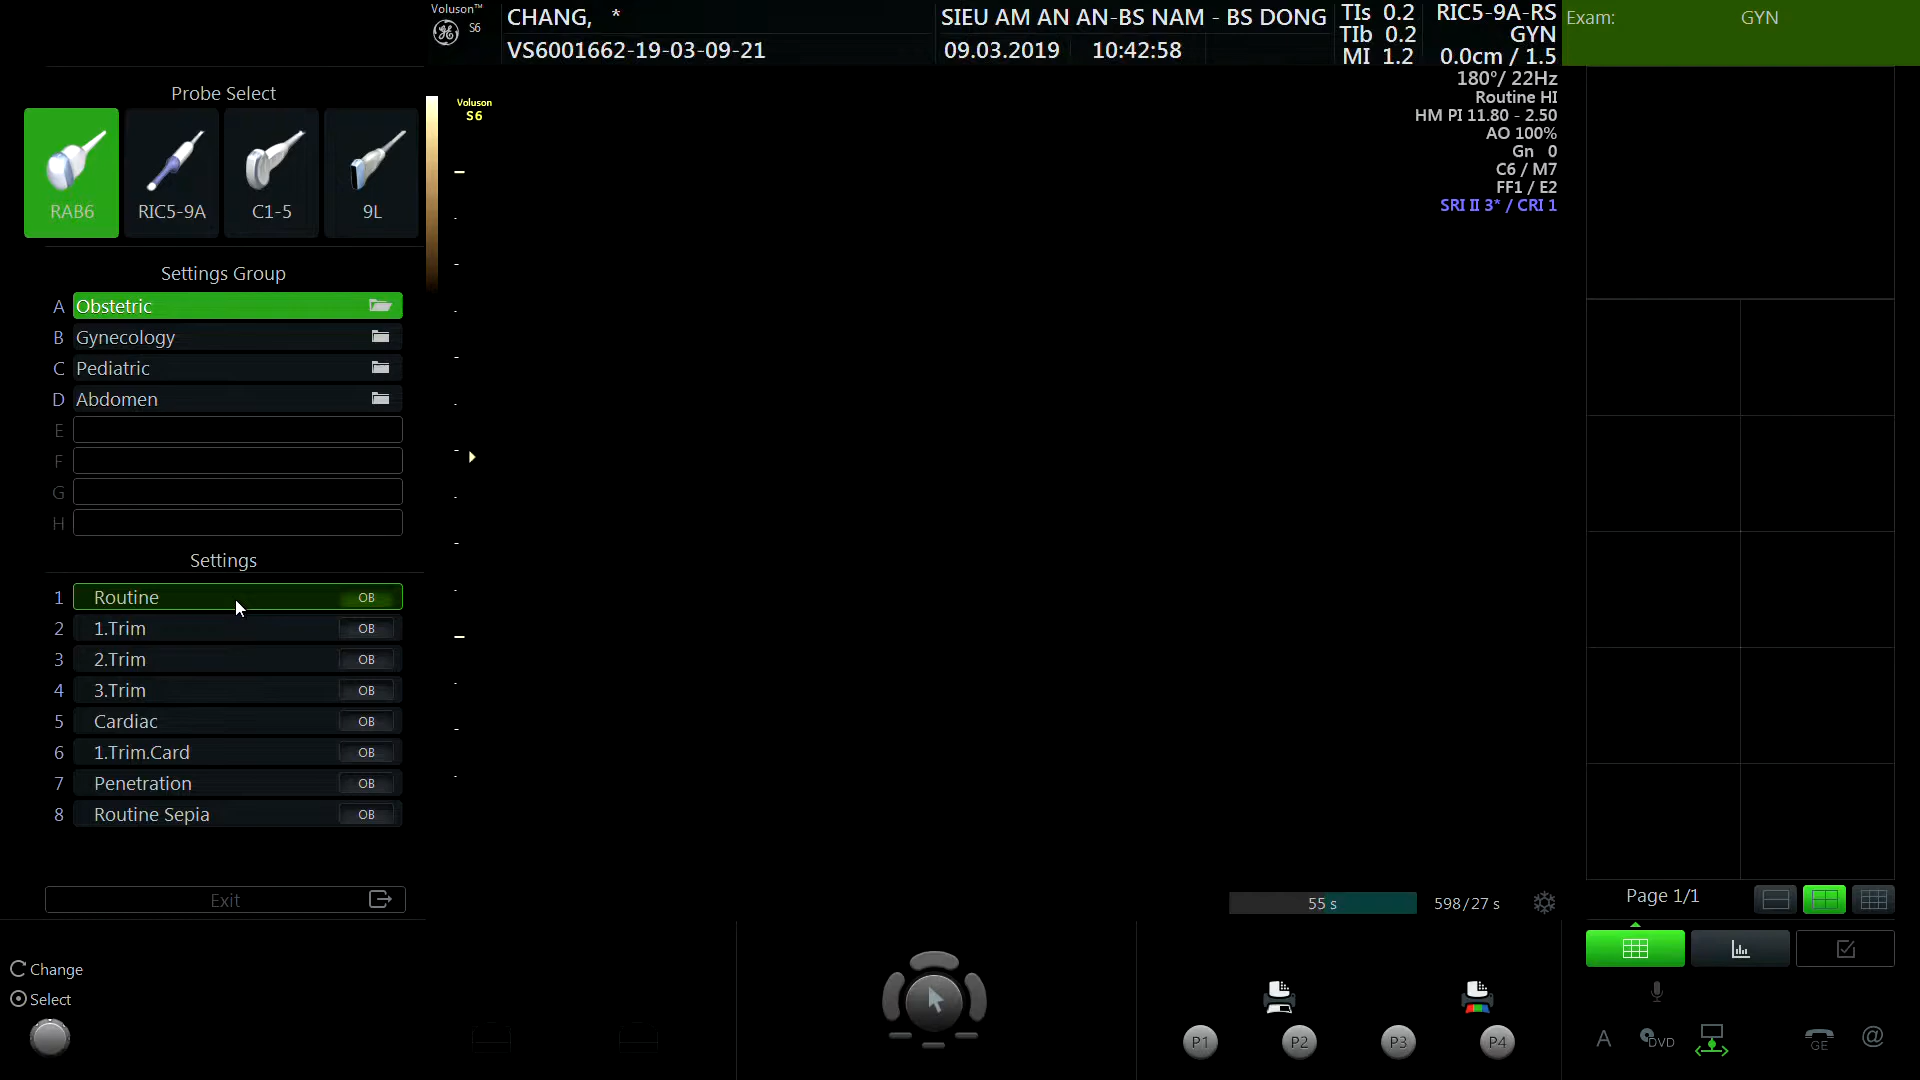 Voluson™
S6
CHANG,   *
VS6001662-19-03-09-21
SIEU AM AN AN-BS NAM - BS DONG
09.03.2019
10:42:58
TIs 0.2
TIb 0.2
MI 1.2
RIC5-9A-RS
GYN
0.0cm / 1.5
Exam:
GYN
180°/ 22Hz
Routine HI
HM PI 11.80 - 2.50
AO 100%
Gn 0
C6 / M7
FF1 / E2
SRI II 3* / CRI 1
Voluson
S6
Probe Select
RAB6
RIC5-9A
C1-5
9L
Settings Group
A Obstetric
B Gynecology
C Pediatric
D Abdomen
E
F
G
H
Settings
1 Routine OB
2 1.Trim OB
3 2.Trim OB
4 3.Trim OB
5 Cardiac OB
6 1.Trim.Card OB
7 Penetration OB
8 Routine Sepia OB
Exit
55 s
598/27 s
Page 1/1
Change
Select
P1
P2
P3
P4
A
DVD
GE
@